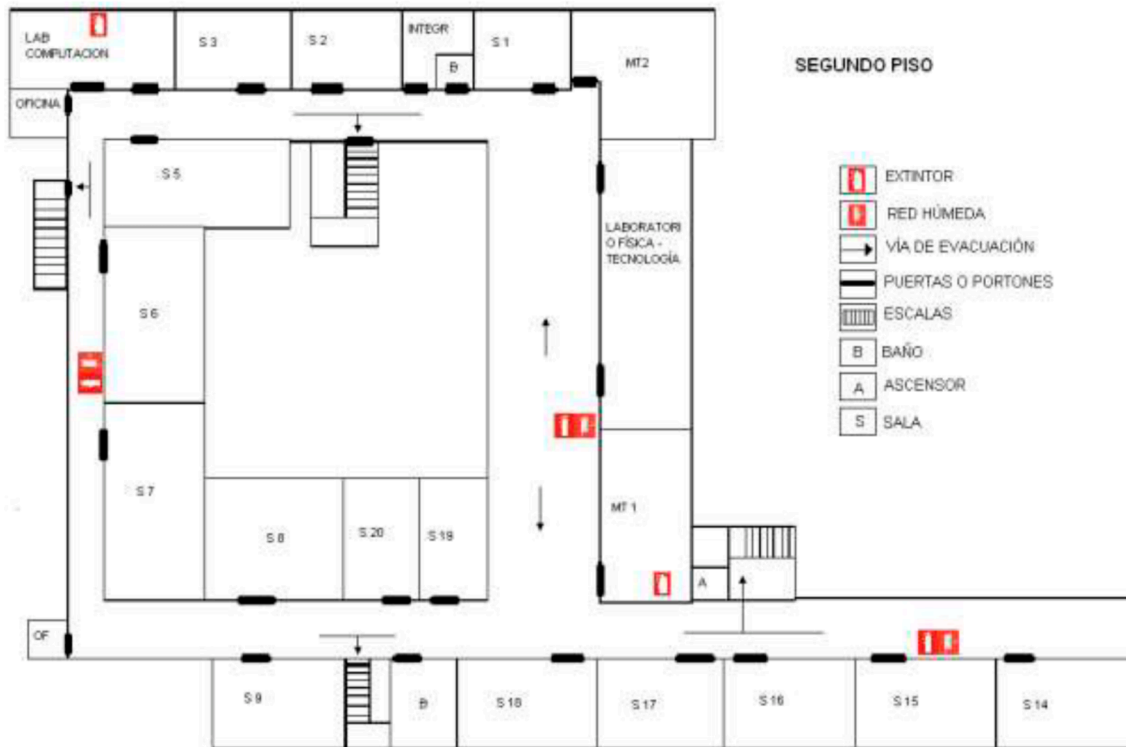 LAB
COMPUTACION
S 3
S 2
INTEGR
B
S 1
MT2
SEGUNDO PISO
OFICINA
S 5
EXTINTOR
RED HÚMEDA
VÍA DE EVACUACIÓN
PUERTAS O PORTONES
ESCALAS
B BAÑO
A ASCENSOR
S SALA
LABORATORI
O FÍSICA -
TECNOLOGÍA
S 6
S 7
S 8
S 20
S 19
MT 1
A
OF
S 9
B
S 18
S 17
S 16
S 15
S 14